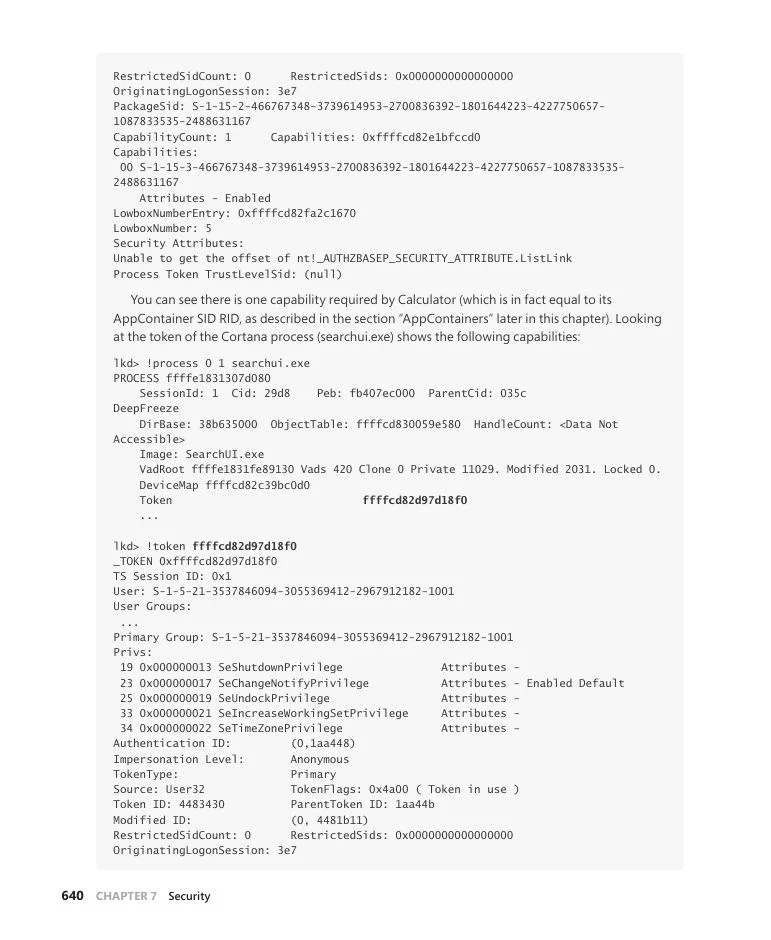 RestrictedSidCount: 0      RestrictedSids: 0x0000000000000000
OriginatingLogonSession: 3e7
PackageSid: S-1-15-2-466767348-3739614953-2700836392-1801644223-4227750657-
1087833535-2488631167
CapabilityCount: 1      Capabilities: 0xffffcd82e1bfccd0
Capabilities:
 00 S-1-15-3-466767348-3739614953-2700836392-1801644223-4227750657-1087833535-
2488631167
    Attributes - Enabled
LowboxNumberEntry: 0xffffcd82fa2c1670
LowboxNumber: 5
Security Attributes:
Unable to get the offset of nt!_AUTHZBASEP_SECURITY_ATTRIBUTE.ListLink
Process Token TrustLevelSid: (null)
You can see there is one capability required by Calculator (which is in fact equal to its
AppContainer SID RID, as described in the section “AppContainers” later in this chapter). Looking
at the token of the Cortana process (searchui.exe) shows the following capabilities:
lkd> !process 0 1 searchui.exe
PROCESS ffffe1831307d080
    SessionId: 1  Cid: 29d8    Peb: fb407ec000  ParentCid: 035c
DeepFreeze
    DirBase: 38b635000  ObjectTable: ffffcd830059e580  HandleCount: <Data Not
Accessible>
    Image: SearchUI.exe
    VadRoot ffffe1831fe89130 Vads 420 Clone 0 Private 11029. Modified 2031. Locked 0.
    DeviceMap ffffcd82c39bc0d0
    Token                             ffffcd82d97d18f0
    ...
lkd> !token ffffcd82d97d18f0
_TOKEN 0xffffcd82d97d18f0
TS Session ID: 0x1
User: S-1-5-21-3537846094-3055369412-2967912182-1001
User Groups:
 ...
Primary Group: S-1-5-21-3537846094-3055369412-2967912182-1001
Privs:
 19 0x000000013 SeShutdownPrivilege               Attributes -
 23 0x000000017 SeChangeNotifyPrivilege           Attributes - Enabled Default
 25 0x000000019 SeUndockPrivilege                 Attributes -
 33 0x000000021 SeIncreaseWorkingSetPrivilege     Attributes -
 34 0x000000022 SeTimeZonePrivilege               Attributes -
Authentication ID:         (0,1aa448)
Impersonation Level:       Anonymous
TokenType:                 Primary
Source: User32             TokenFlags: 0x4a00 ( Token in use )
Token ID: 4483430          ParentToken ID: 1aa44b
Modified ID:               (0, 4481b11)
RestrictedSidCount: 0      RestrictedSids: 0x0000000000000000
OriginatingLogonSession: 3e7
640 CHAPTER 7 Security